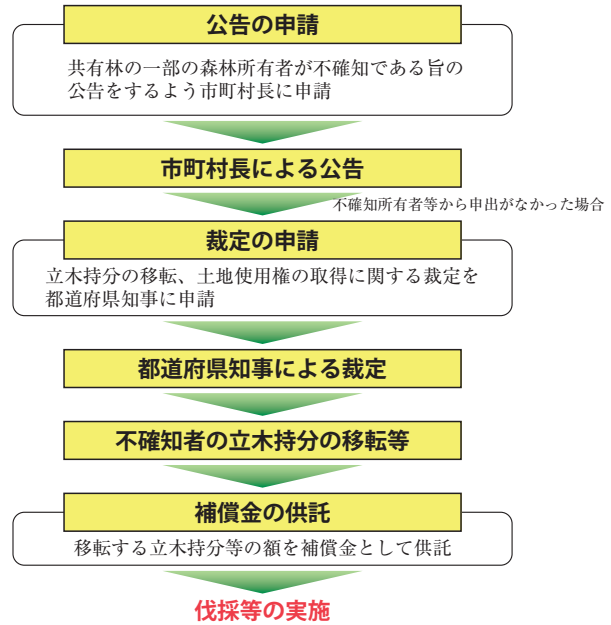 公告の申請
共有林の一部の森林所有者が不確知である旨の
公告をするよう市町村長に申請
市町村長による公告
不確知所有者等から申出がなかった場合
裁定の申請
立木持分の移転、土地使用権の取得に関する裁定を
都道府県知事に申請
都道府県知事による裁定
不確知者の立木持分の移転等
補償金の供託
移転する立木持分等の額を補償金として供託
伐採等の実施